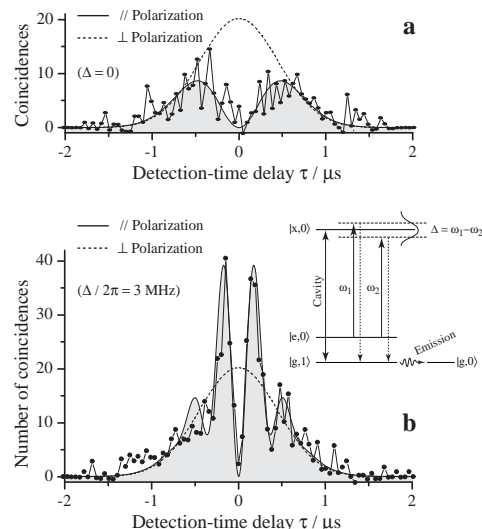 // Polarization
⊥ Polarization
a
(Δ = 0)
20
10
0
Coincidences
-2 -1 0 1 2
Detection-time delay τ / μs
// Polarization
⊥ Polarization
(Δ / 2π = 3 MHz)
40
30
20
10
0
Number of coincidences
|x,0⟩
Δ = ω₁−ω₂
Cavity
ω₁
ω₂
|e,0⟩
|g,1⟩
Emission
|g,0⟩
b
-2 -1 0 1 2
Detection-time delay τ / μs